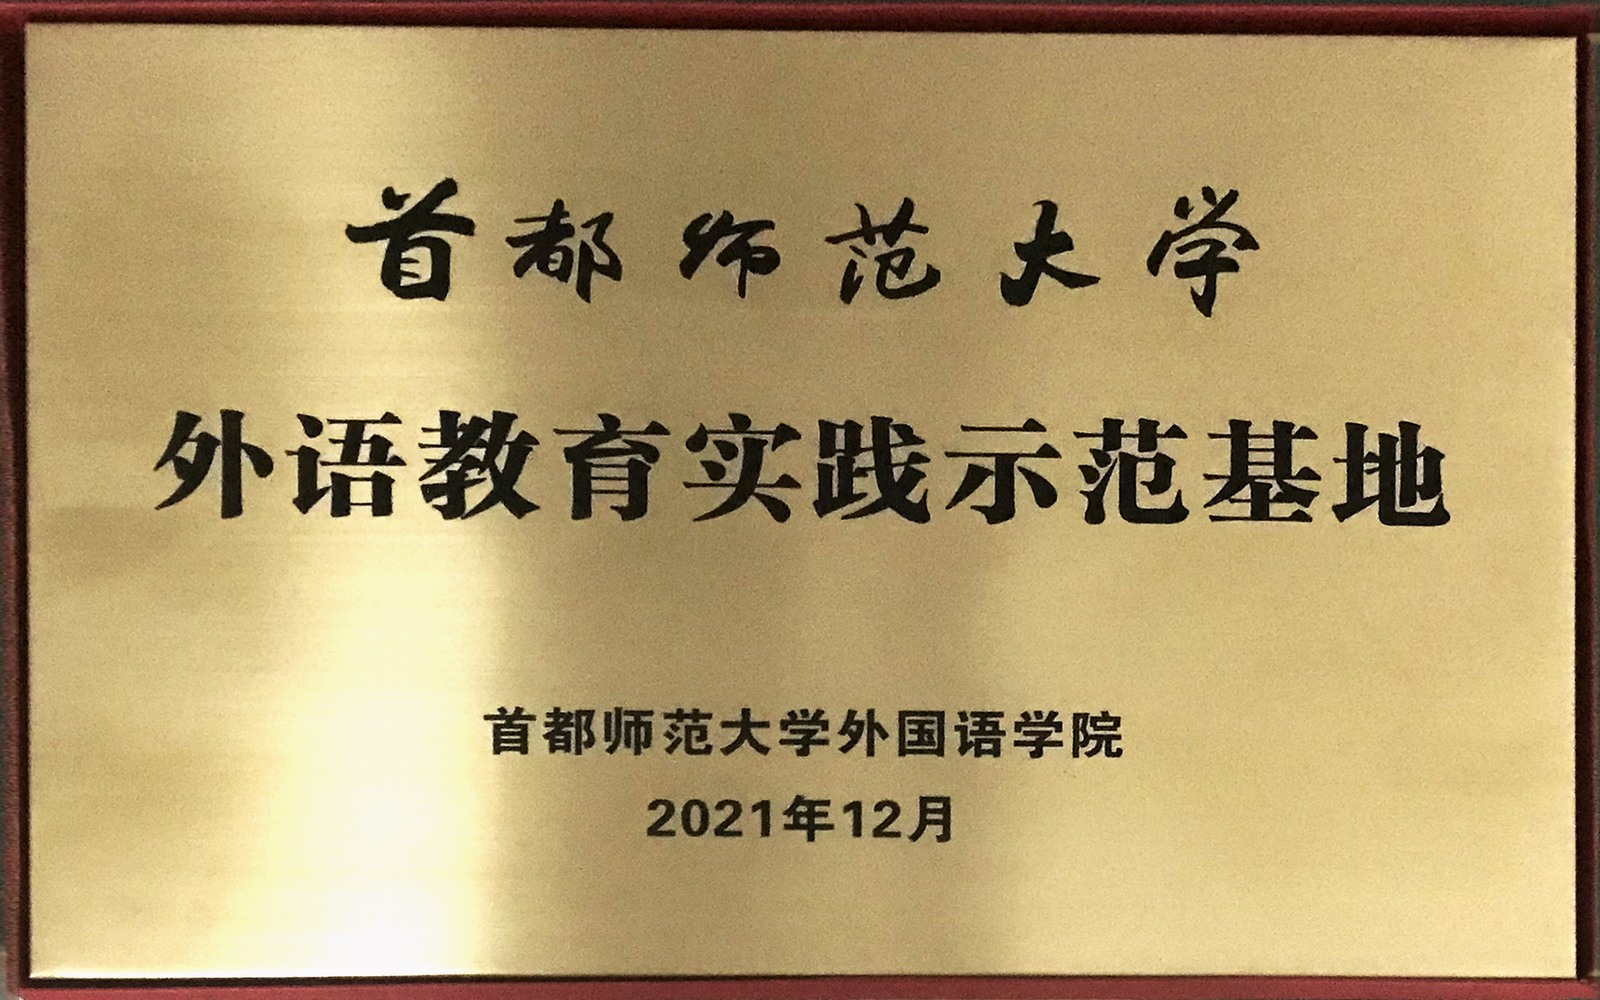 首都师范大学
外语教育实践示范基地
首都师范大学外国语学院
2021年12月